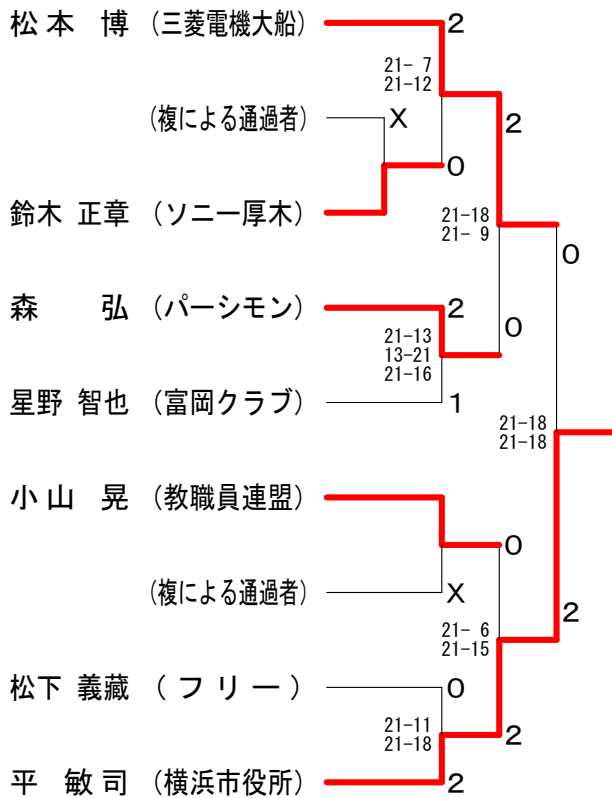 松本 博 (三菱電機大船) 2
21- 7
21-12
(複による通過者) X
2
0
鈴木 正章 (ソニー厚木)
21-18
21- 9
0
森 弘 (パーシモン) 2
21-13
13-21
21-16
0
星野 智也 (富岡クラブ) 1
21-18
21-18
小山 晃 (教職員連盟)
0
(複による通過者) X
2
21- 6
21-15
松下 義藏 (フリー) 0
21-11
21-18
2
平 敏司 (横浜市役所) 2